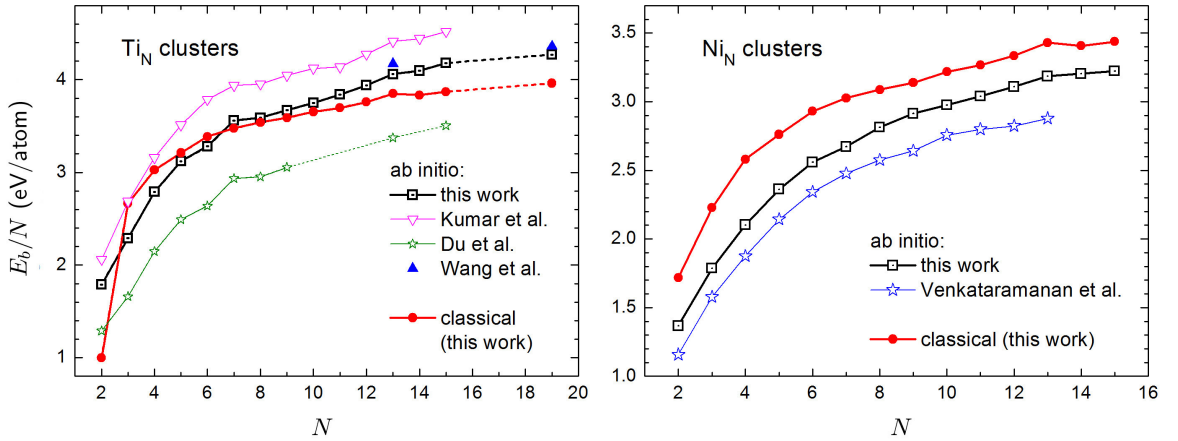 Ti_N clusters
4
3
2
1
E_b/N (eV/atom)
ab initio:
this work
Kumar et al.
Du et al.
Wang et al.
classical
(this work)
2 4 6 8 10 12 14 16 18 20
N
Ni_N clusters
3.5
3.0
2.5
2.0
1.5
1.0
ab initio:
this work
Venkataramanan et al.
classical (this work)
2 4 6 8 10 12 14 16
N